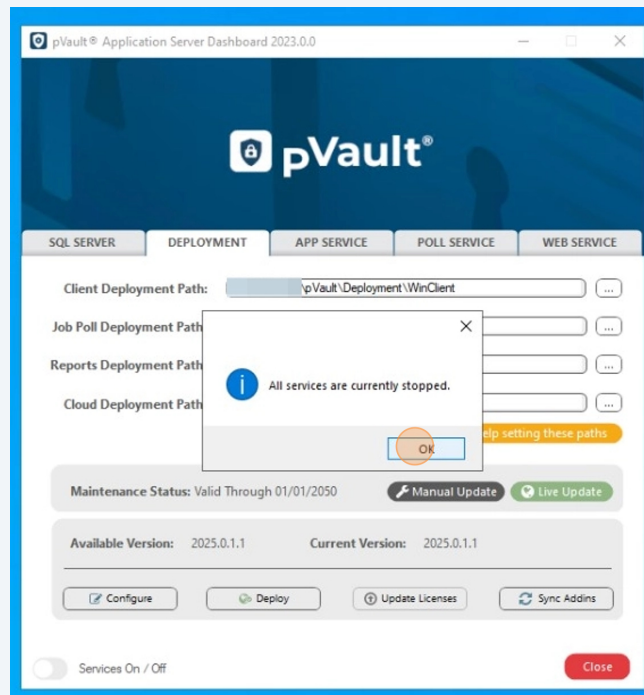 pVault® Application Server Dashboard 2023.0.0
pVault®
SQL SERVER DEPLOYMENT APP SERVICE POLL SERVICE WEB SERVICE
Client Deployment Path: \pVault\Deployment\WinClient ...
Job Poll Deployment Path ...
Reports Deployment Path ...
Cloud Deployment Path ...
All services are currently stopped.
OK
setting these paths
Maintenance Status: Valid Through 01/01/2050 Manual Update Live Update
Available Version: 2025.0.1.1 Current Version: 2025.0.1.1
Configure Deploy Update Licenses Sync Addins
Services On / Off Close